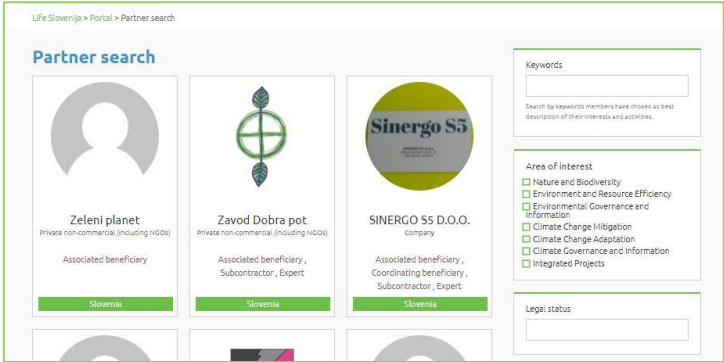 Life Slovenija > Portal > Partner search
Partner search
Zeleni planet
Private non-commercial (including NGOs)
Associated beneficiary
Slovenia
Zavod Dobra pot
Private non-commercial (including NGOs)
Associated beneficiary ,
Subcontractor , Expert
Slovenia
Sinergo S5
SINERGO S5 D.O.O.
Company
Associated beneficiary ,
Coordinating beneficiary ,
Subcontractor , Expert
Slovenia
Keywords
Search by keywords members have chosen as best
description of their interests and activities.
Area of interest
Nature and Biodiversity
Environment and Resource Efficiency
Environmental Governance and
Information
Climate Change Mitigation
Climate Change Adaptation
Climate Governance and Information
Integrated Projects
Legal status